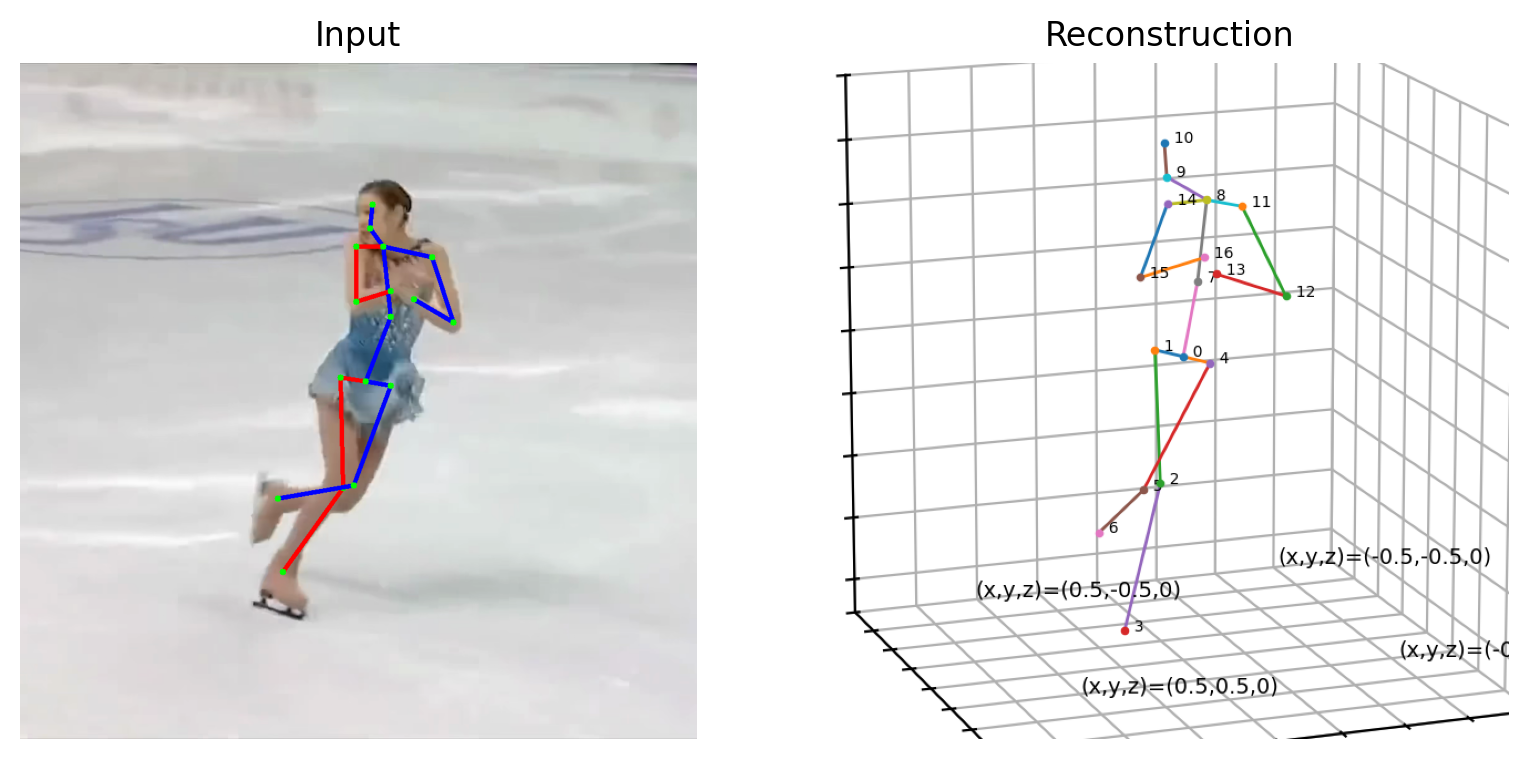 Input
Reconstruction
10
9
8
14
11
16
15
7
13
12
1
0
4
5
2
6
(x,y,z)=(-0.5,-0.5,0)
(x,y,z)=(0.5,-0.5,0)
3
(x,y,z)=(-0
(x,y,z)=(0.5,0.5,0)